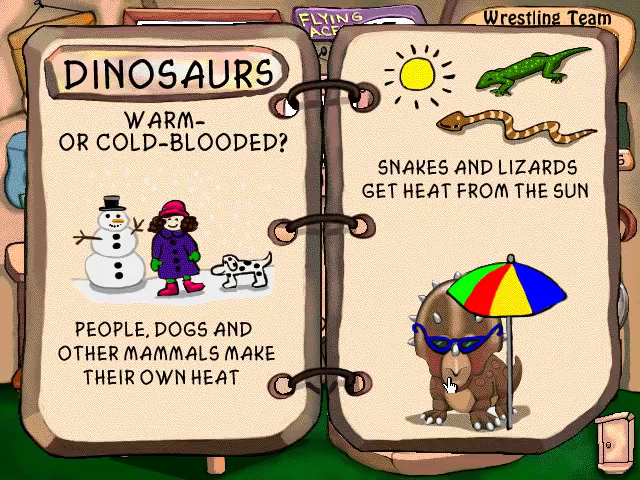 FLYING
ACE
Wrestling Team
DINOSAURS
WARM-
OR COLD-BLOODED?
PEOPLE, DOGS AND
OTHER MAMMALS MAKE
THEIR OWN HEAT
SNAKES AND LIZARDS
GET HEAT FROM THE SUN